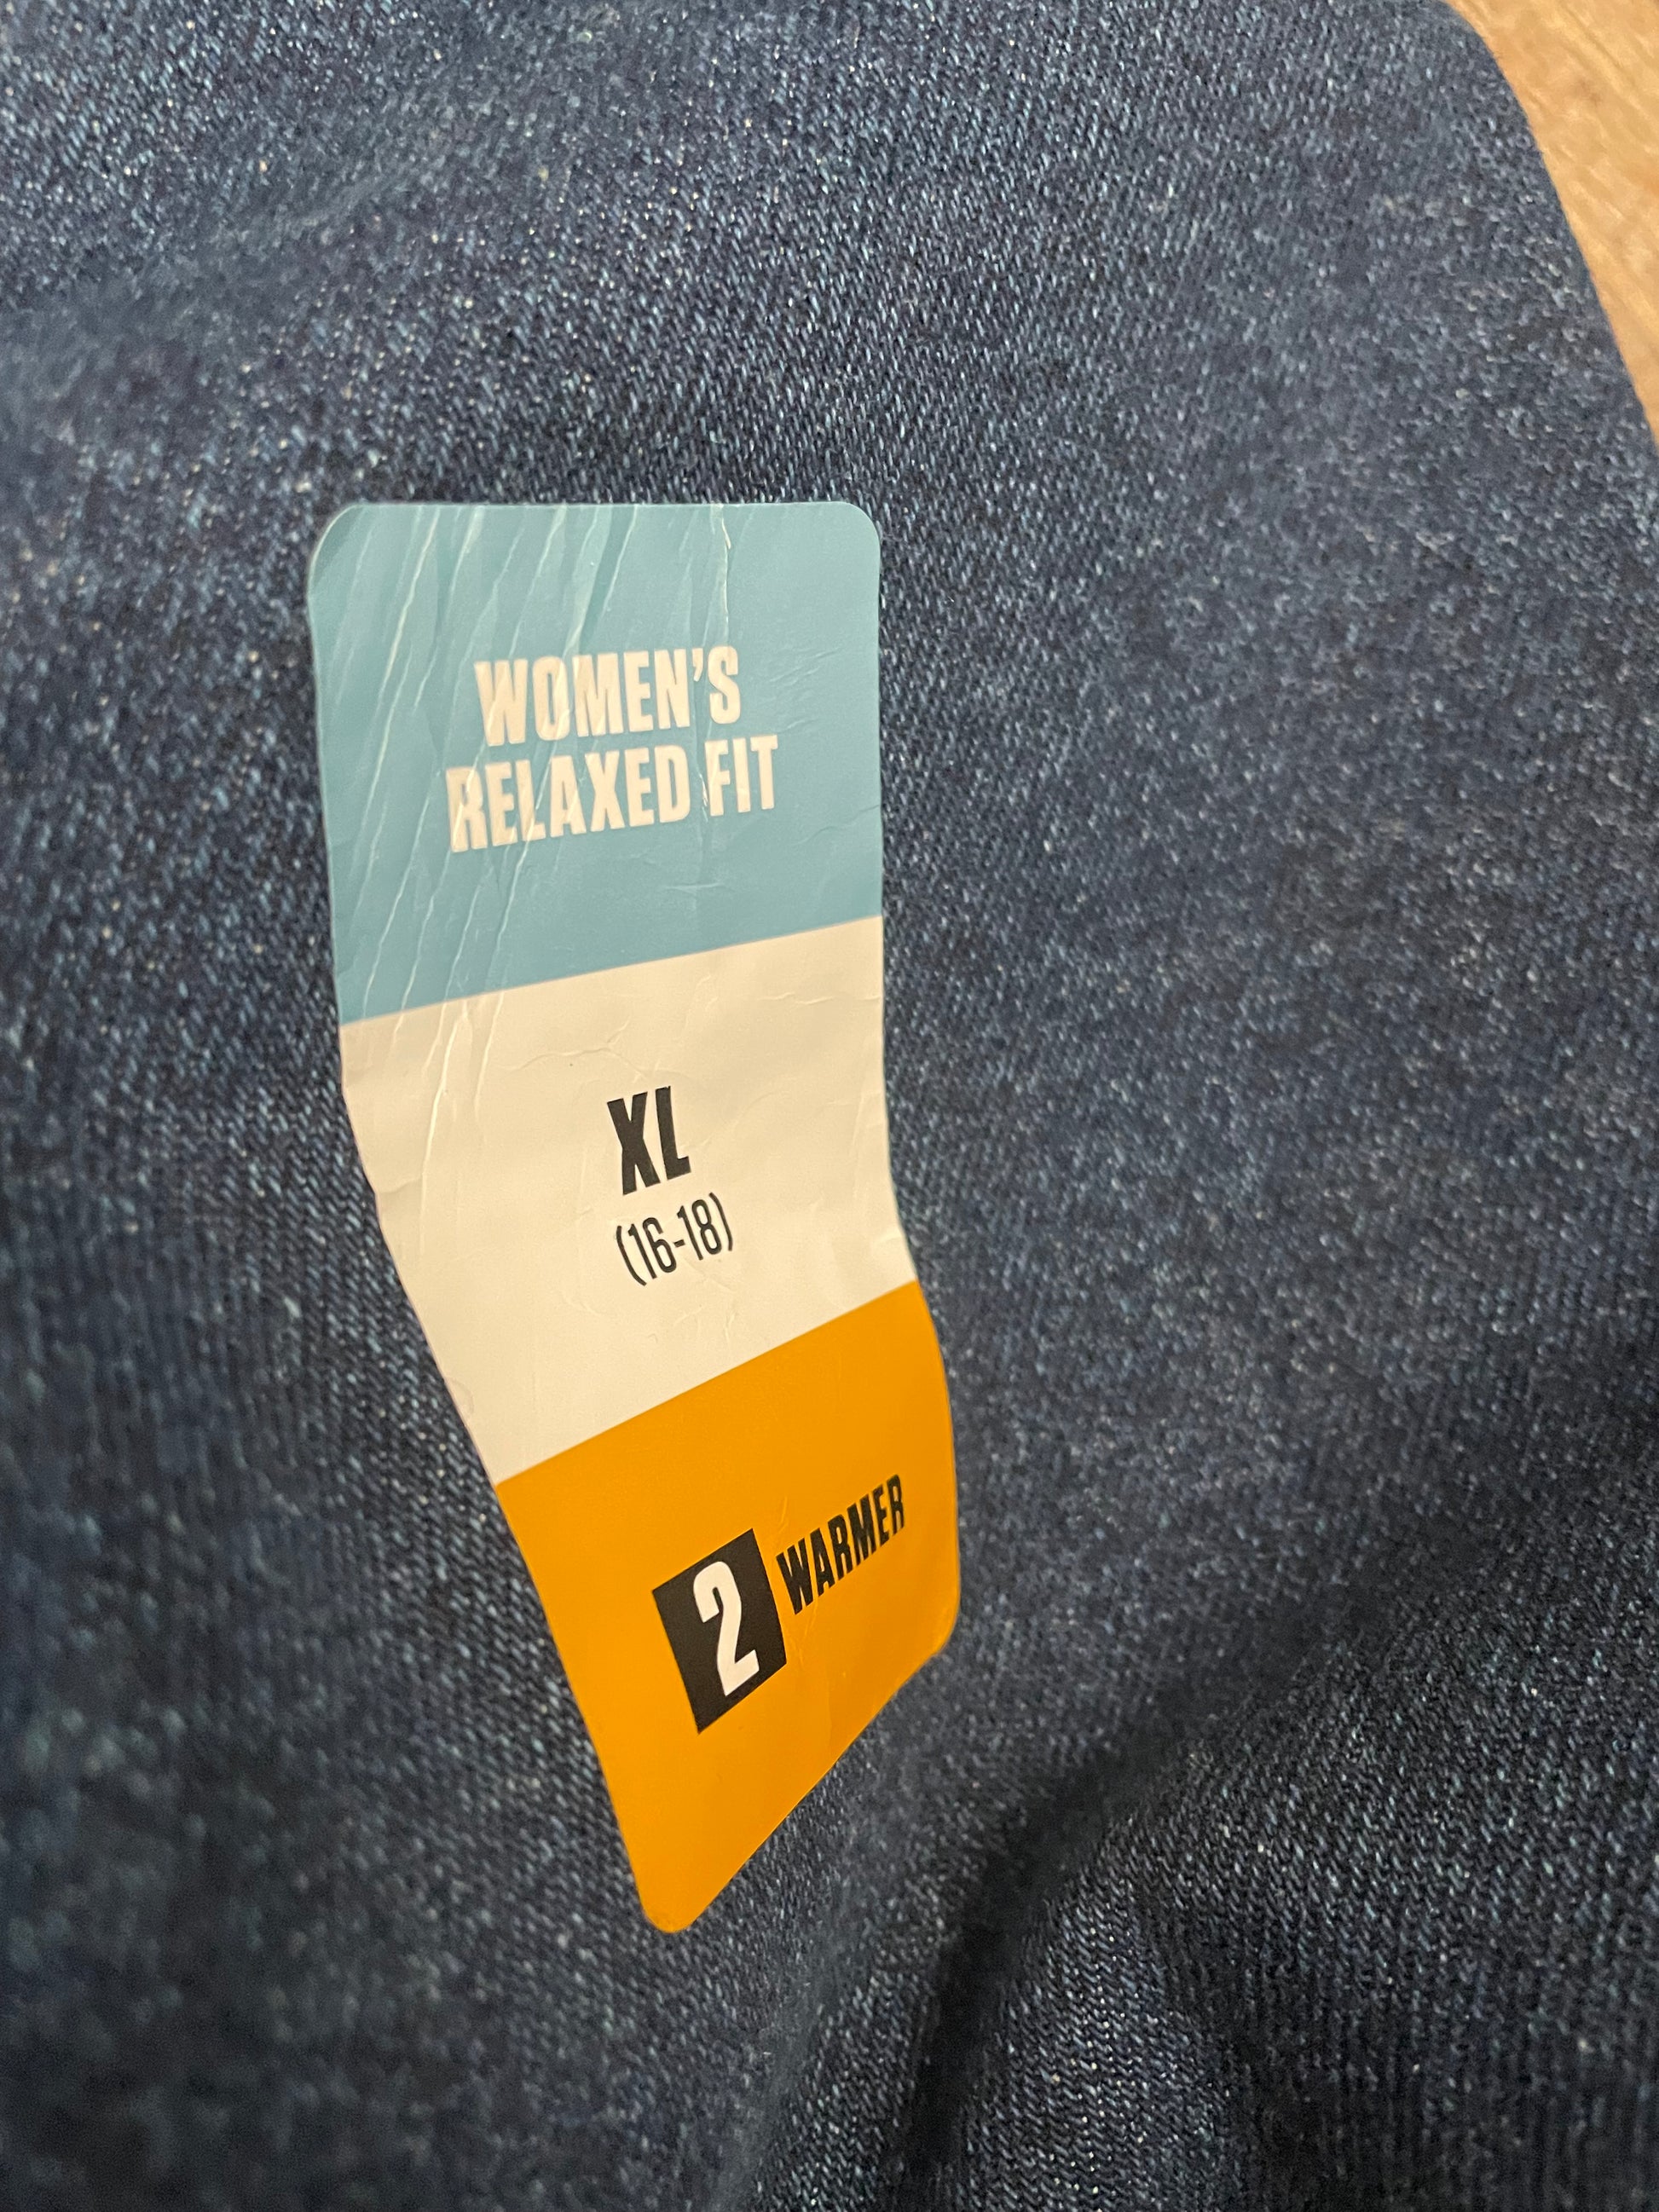 WOMEN'S
RELAXED FIT
XL
(16-18)
2 WARMER